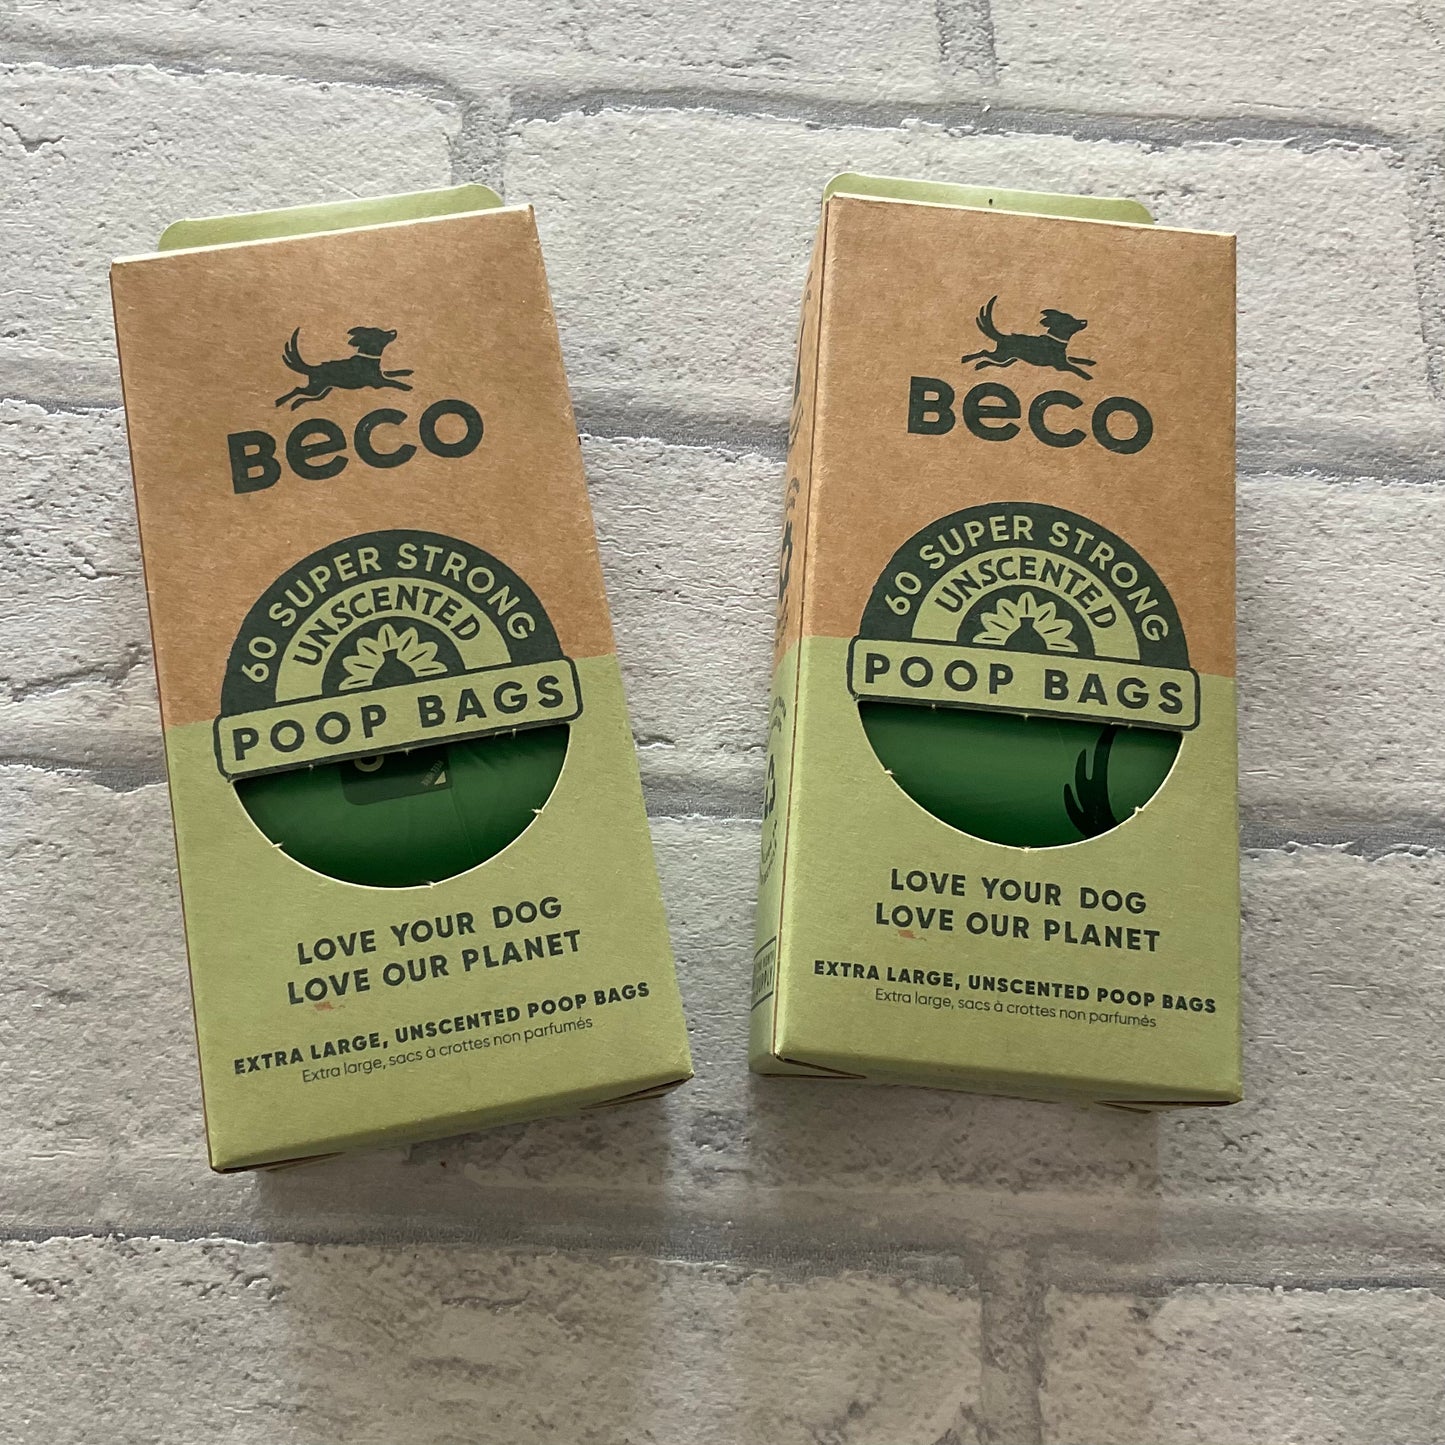 Beco
60 SUPER STRONG
UNSCENTED
POOP BAGS
LOVE YOUR DOG
LOVE OUR PLANET
EXTRA LARGE, UNSCENTED POOP BAGS
Extra large, sacs à crottes non parfumés
Beco
60 SUPER STRONG
UNSCENTED
POOP BAGS
LOVE YOUR DOG
LOVE OUR PLANET
EXTRA LARGE, UNSCENTED POOP BAGS
Extra large, sacs à crottes non parfumés